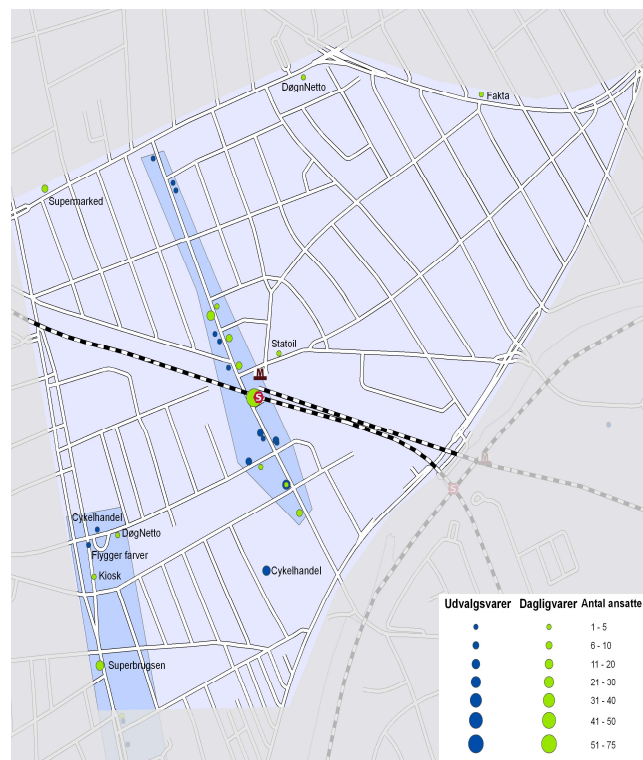 DøgnNetto
Fakta
Supermarked
Statoil
M
S
M
S
Cykelhandel
DøgNetto
Flygger farver
Kiosk
Cykelhandel
Superbrugsen
Udvalgsvarer Dagligvarer Antal ansatte
1 - 5
6 - 10
11 - 20
21 - 30
31 - 40
41 - 50
51 - 75